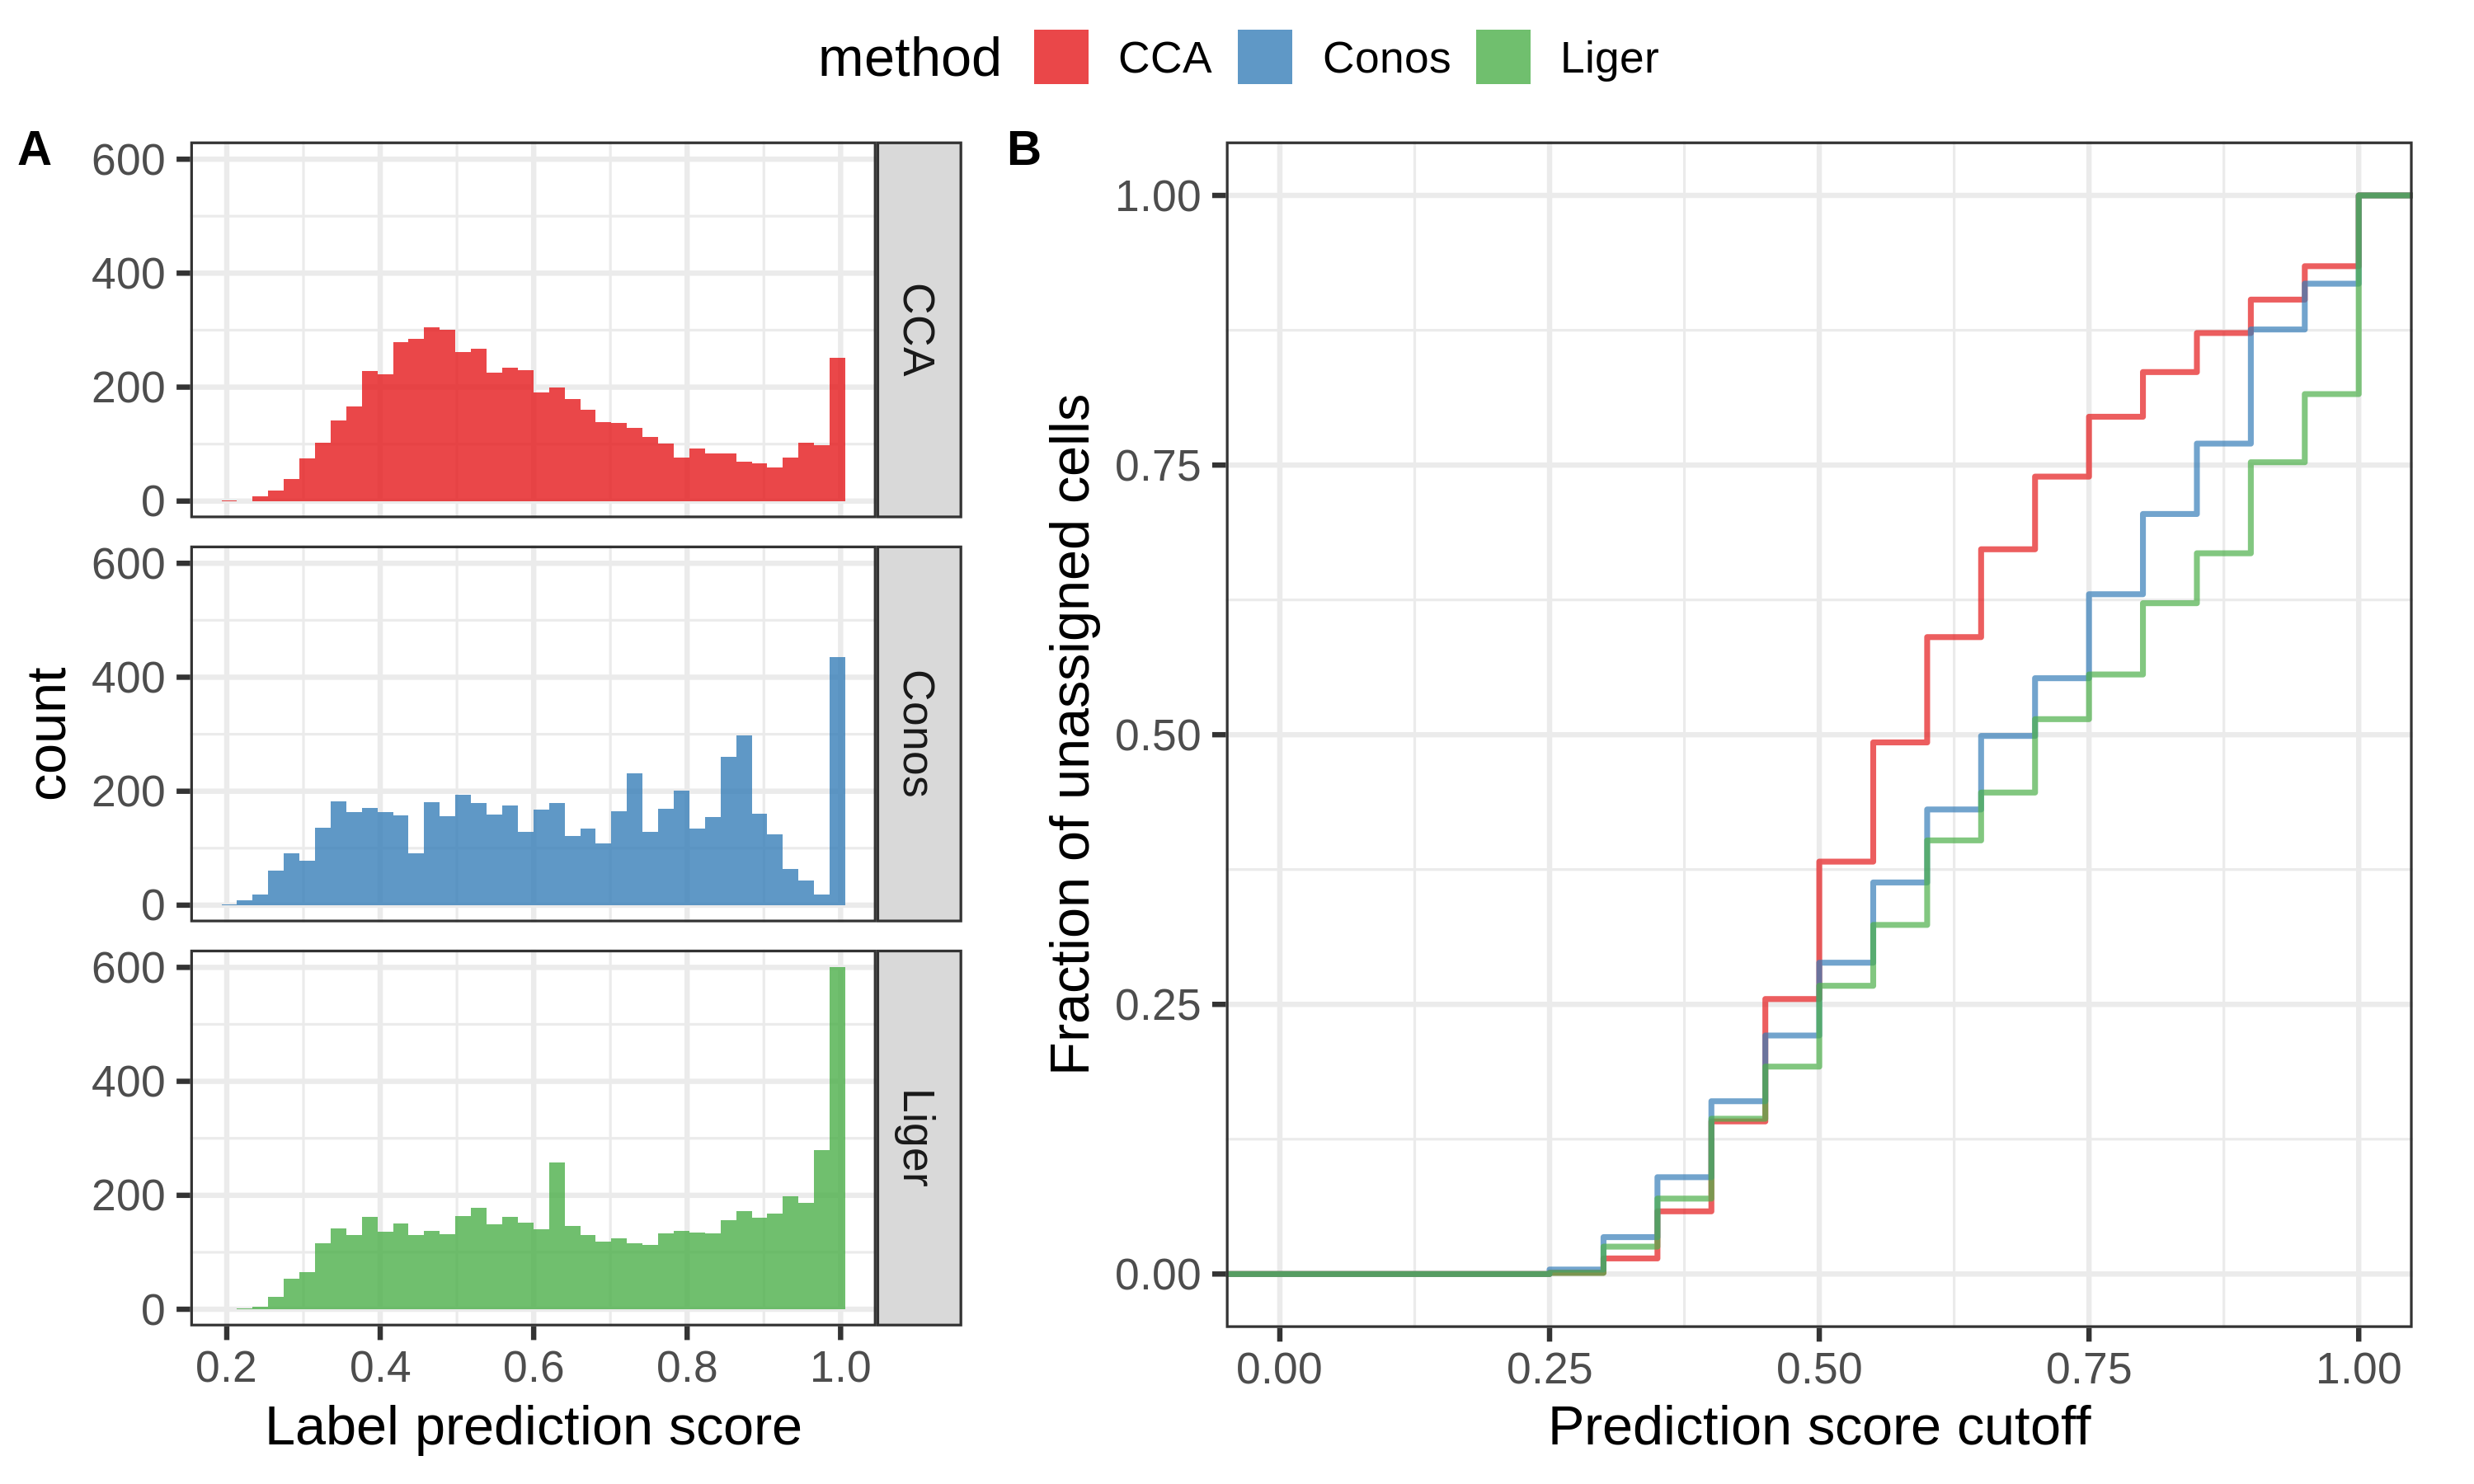 method CCA Conos Liger
A
600
400
200
0
CCA
600
400
200
0
Conos
600
400
200
0
Liger
count
0.2 0.4 0.6 0.8 1.0
Label prediction score
B
1.00
0.75
0.50
0.25
0.00
Fraction of unassigned cells
0.00 0.25 0.50 0.75 1.00
Prediction score cutoff